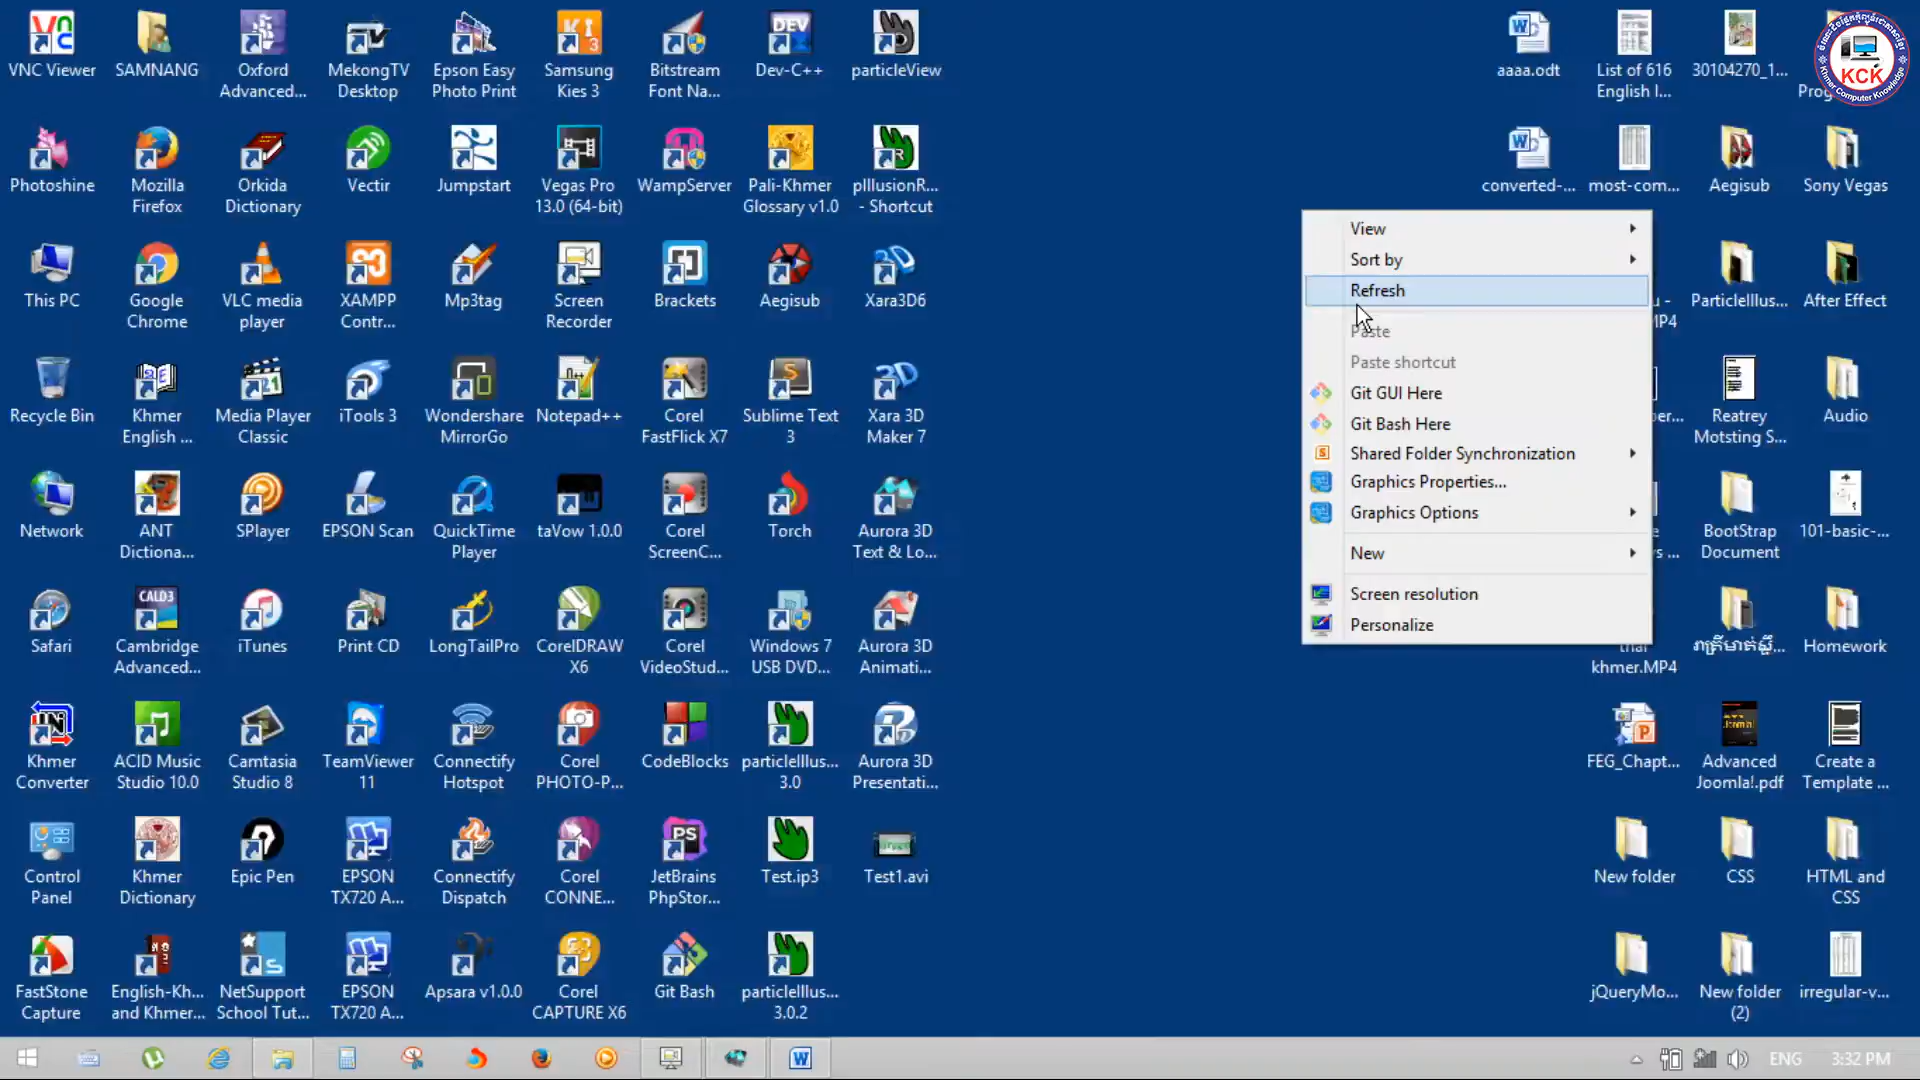 VNC Viewer
SAMNANG
Oxford
Advanced...
MekongTV
Desktop
Epson Easy
Photo Print
Samsung
Kies 3
Bitstream
Font Na...
Dev-C++
particleView
aaaa.odt
List of 616
English I...
30104270_1...
Prog
KCK
Khmer Computer Knowledge
Photoshine
Mozilla
Firefox
Orkida
Dictionary
Vectir
Jumpstart
Vegas Pro
13.0 (64-bit)
WampServer
Pali-Khmer
Glossary v1.0
pIllusionR...
- Shortcut
converted-...
most-com...
Aegisub
Sony Vegas
This PC
Google
Chrome
VLC media
player
XAMPP
Contr...
Mp3tag
Screen
Recorder
Brackets
Aegisub
Xara3D6
ParticleIllus...
After Effect
Recycle Bin
Khmer
English ...
Media Player
Classic
iTools 3
Wondershare
MirrorGo
Notepad++
Corel
FastFlick X7
Sublime Text
3
Xara 3D
Maker 7
Reatrey
Motsting S...
Audio
Network
ANT
Dictiona...
SPlayer
EPSON Scan
QuickTime
Player
taVow 1.0.0
Corel
ScreenC...
Torch
Aurora 3D
Text & Lo...
BootStrap
Document
101-basic-...
Safari
Cambridge
Advanced...
iTunes
Print CD
LongTailPro
CorelDRAW
X6
Corel
VideoStud...
Windows 7
USB DVD...
Aurora 3D
Animati...
khmer.MP4
Homework
Khmer
Converter
ACID Music
Studio 10.0
Camtasia
Studio 8
TeamViewer
11
Connectify
Hotspot
Corel
PHOTO-P...
CodeBlocks
particleIllus...
3.0
Aurora 3D
Presentati...
FEG_Chapt...
Advanced
Joomla!.pdf
Create a
Template ...
Control
Panel
Khmer
Dictionary
Epic Pen
EPSON
TX720 A...
Connectify
Dispatch
Corel
CONNE...
JetBrains
PhpStor...
Test.ip3
Test1.avi
New folder
CSS
HTML and
CSS
FastStone
Capture
English-Kh...
and Khmer...
NetSupport
School Tut...
EPSON
TX720 A...
Apsara v1.0.0
Corel
CAPTURE X6
Git Bash
particleIllus...
3.0.2
jQueryMo...
New folder
(2)
irregular-v...
View
Sort by
Refresh
Paste
Paste shortcut
Git GUI Here
Git Bash Here
Shared Folder Synchronization
Graphics Properties...
Graphics Options
New
Screen resolution
Personalize
ENG
3:32 PM